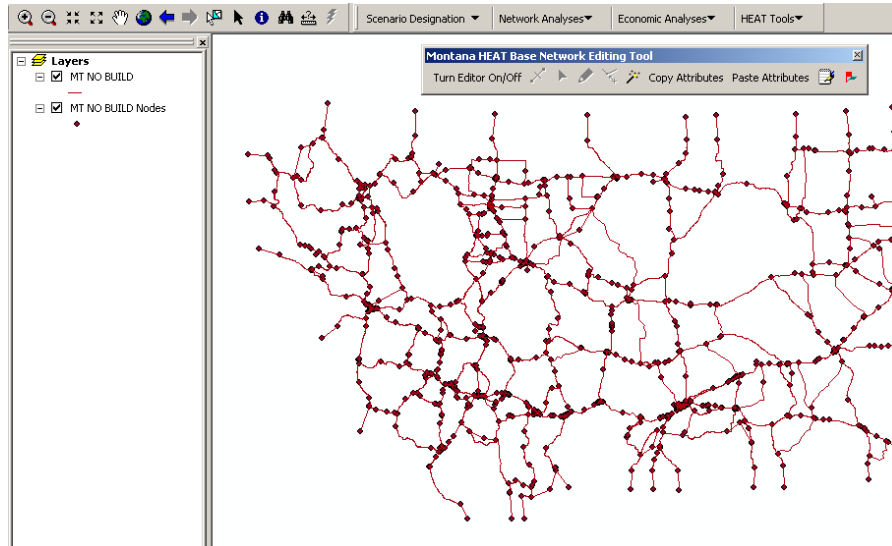 Scenario Designation Network Analyses Economic Analyses HEAT Tools
Montana HEAT Base Network Editing Tool
Turn Editor On/Off Copy Attributes Paste Attributes
Layers
MT NO BUILD
MT NO BUILD Nodes